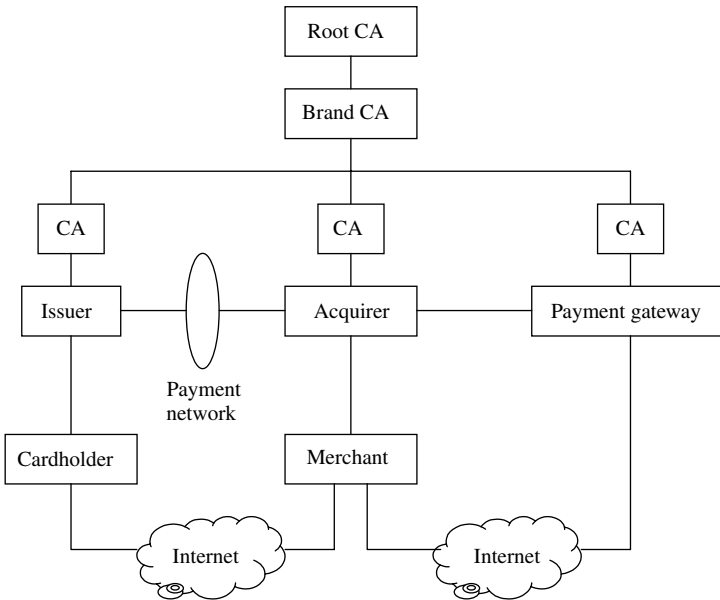 Root CA
Brand CA
CA
CA
CA
Issuer
Acquirer
Payment gateway
Payment
network
Cardholder
Merchant
Internet
Internet